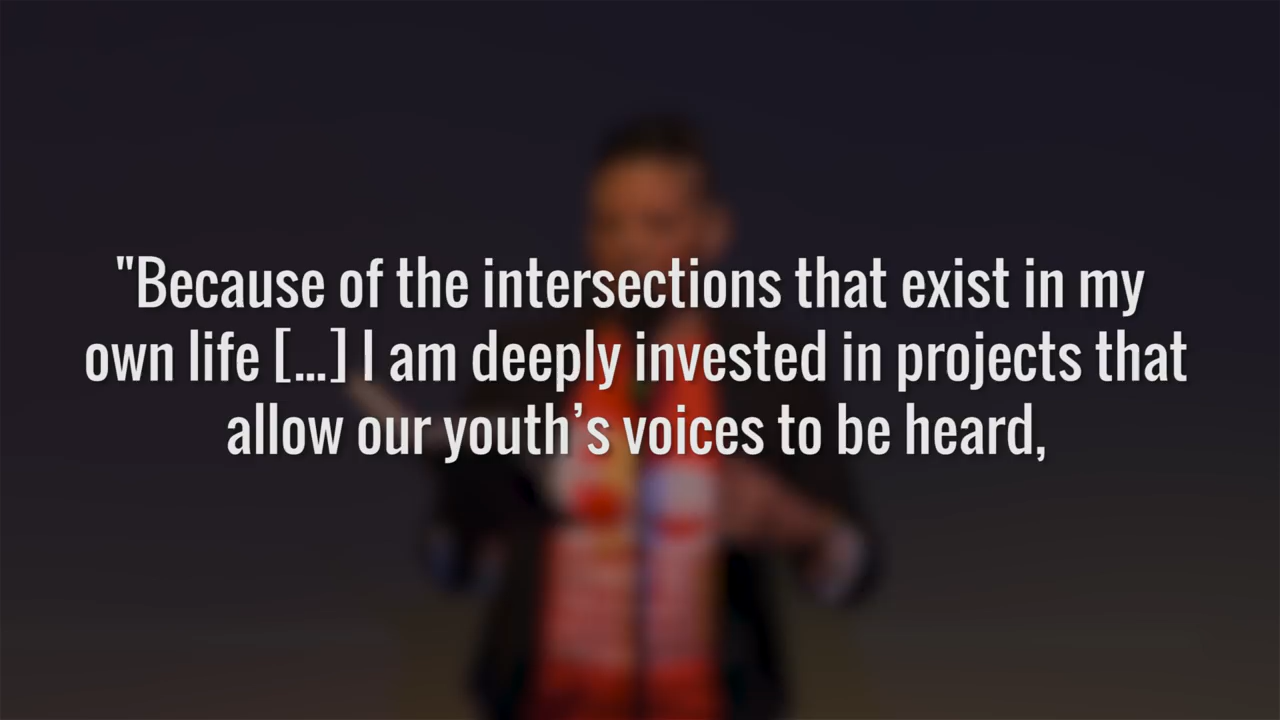 "Because of the intersections that exist in my
own life [...] I am deeply invested in projects that
allow our youth’s voices to be heard,